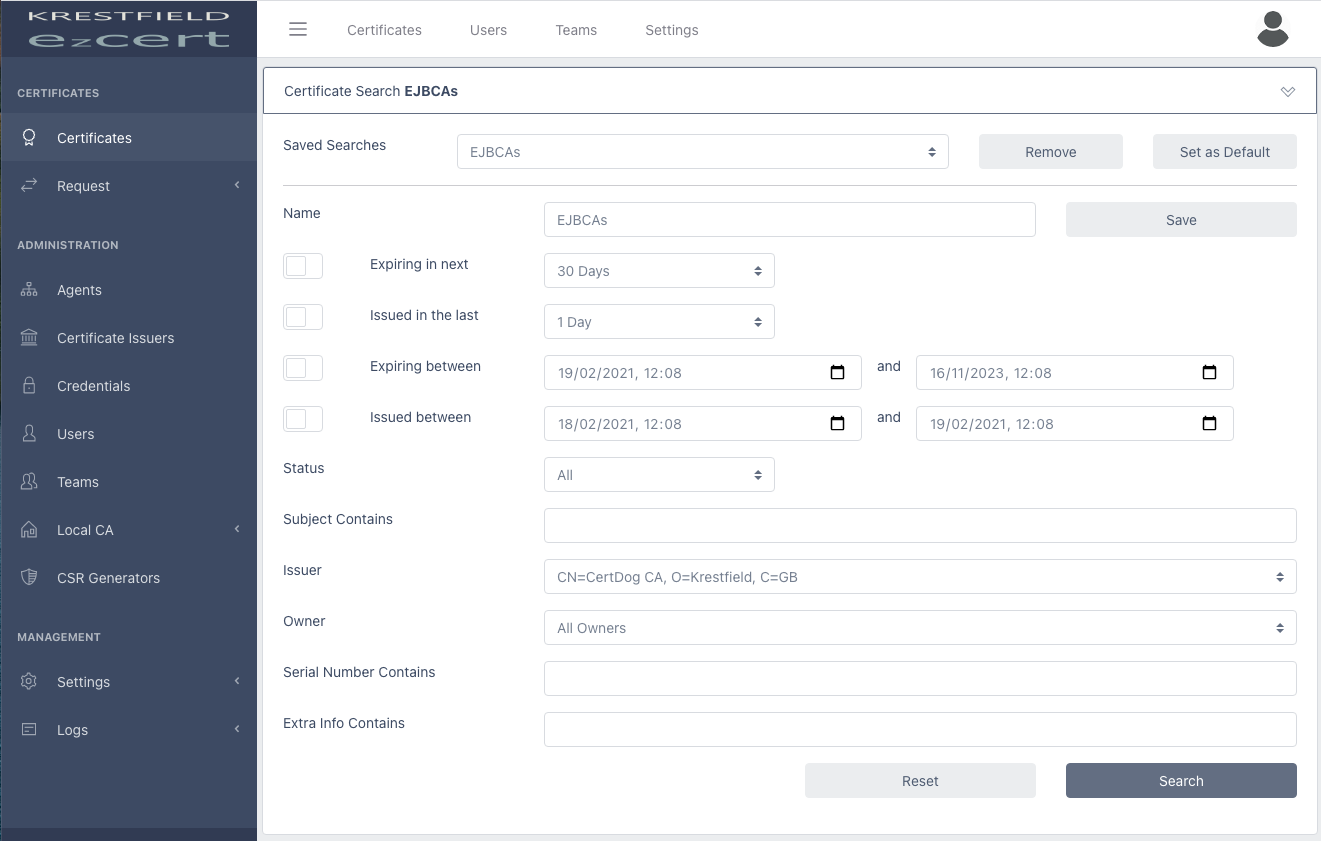 KRESTFIELD
ezcert
Certificates Users Teams Settings
CERTIFICATES
Certificates
Request
ADMINISTRATION
Agents
Certificate Issuers
Credentials
Users
Teams
Local CA
CSR Generators
MANAGEMENT
Settings
Logs
Certificate Search EJBCAs
Saved Searches EJBCAs Remove Set as Default
Name EJBCAs Save
Expiring in next 30 Days
Issued in the last 1 Day
Expiring between 19/02/2021, 12:08 and 16/11/2023, 12:08
Issued between 18/02/2021, 12:08 and 19/02/2021, 12:08
Status All
Subject Contains
Issuer CN=CertDog CA, O=Krestfield, C=GB
Owner All Owners
Serial Number Contains
Extra Info Contains
Reset Search